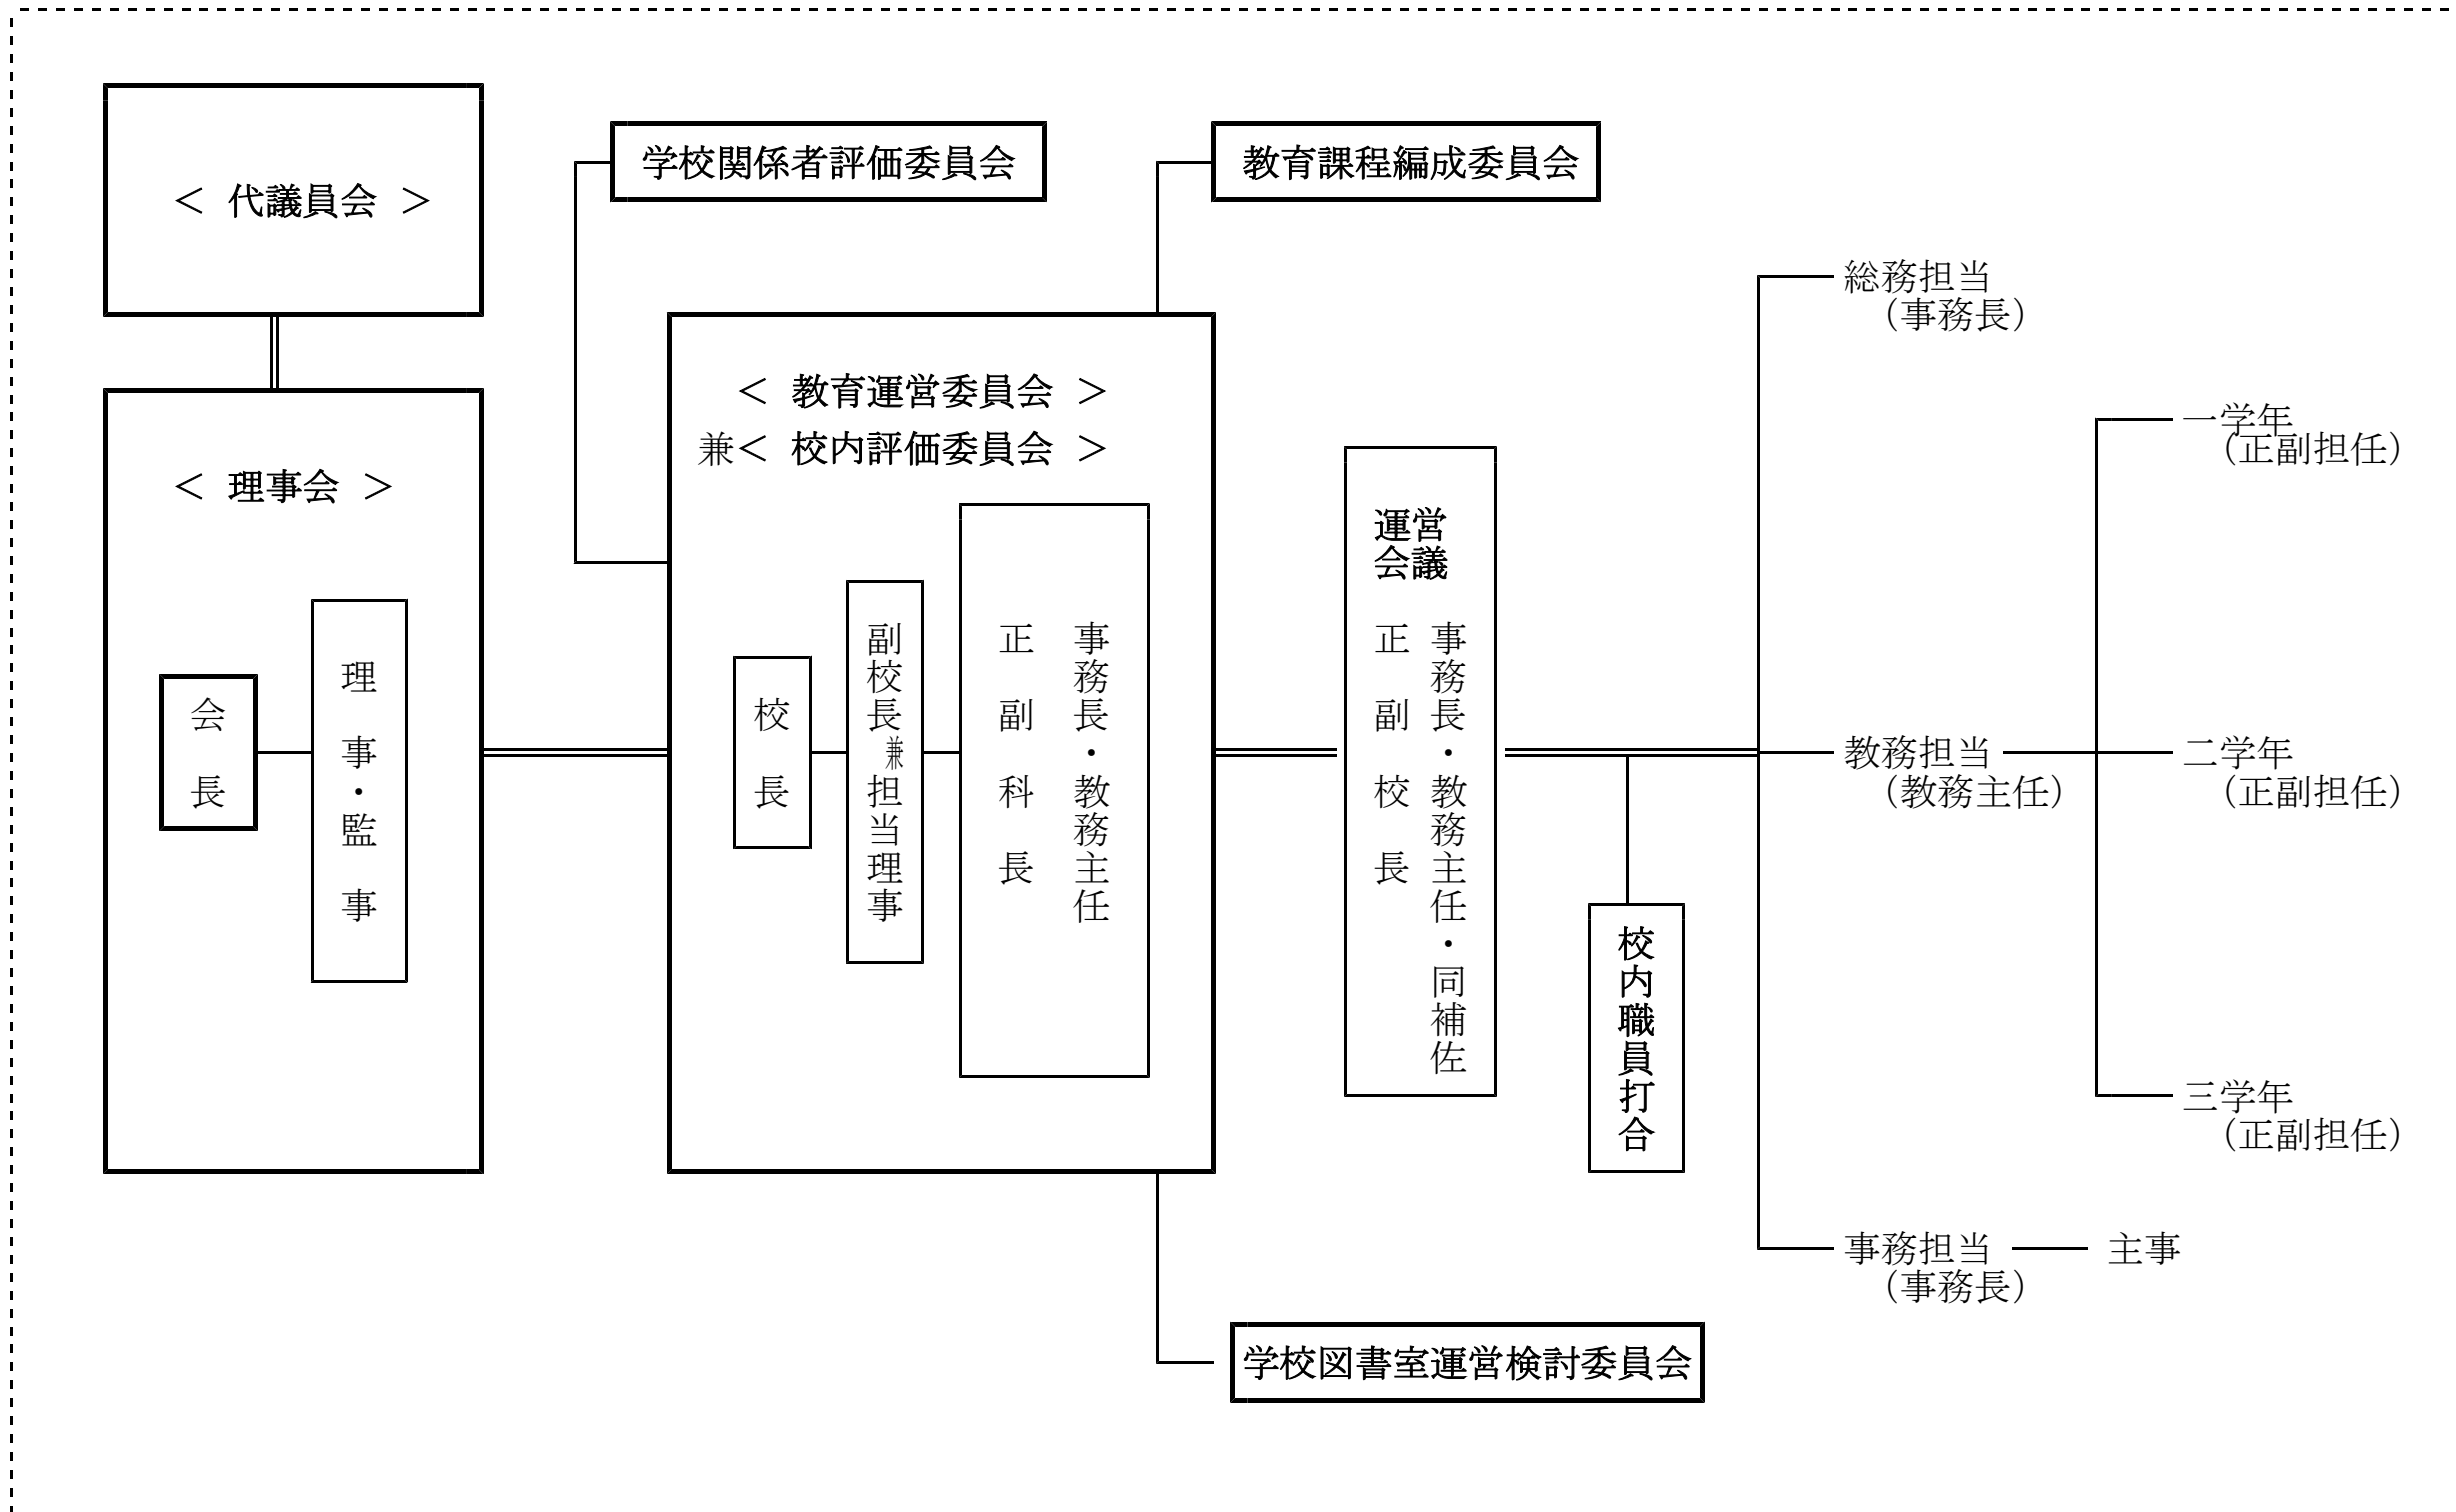 ＜ 代議員会 ＞
学校関係者評価委員会
教育課程編成委員会
＜ 理事会 ＞
会長
理事・監事
＜ 教育運営委員会 ＞
兼＜ 校内評価委員会 ＞
校長
副校長兼担当理事
正副科長
事務長・教務主任
運営
会議
正副校長
事務長・教務主任・同補佐
校内職員打合
総務担当
（事務長）
教務担当
（教務主任）
一学年
（正副担任）
二学年
（正副担任）
三学年
（正副担任）
事務担当
（事務長）
主事
学校図書室運営検討委員会